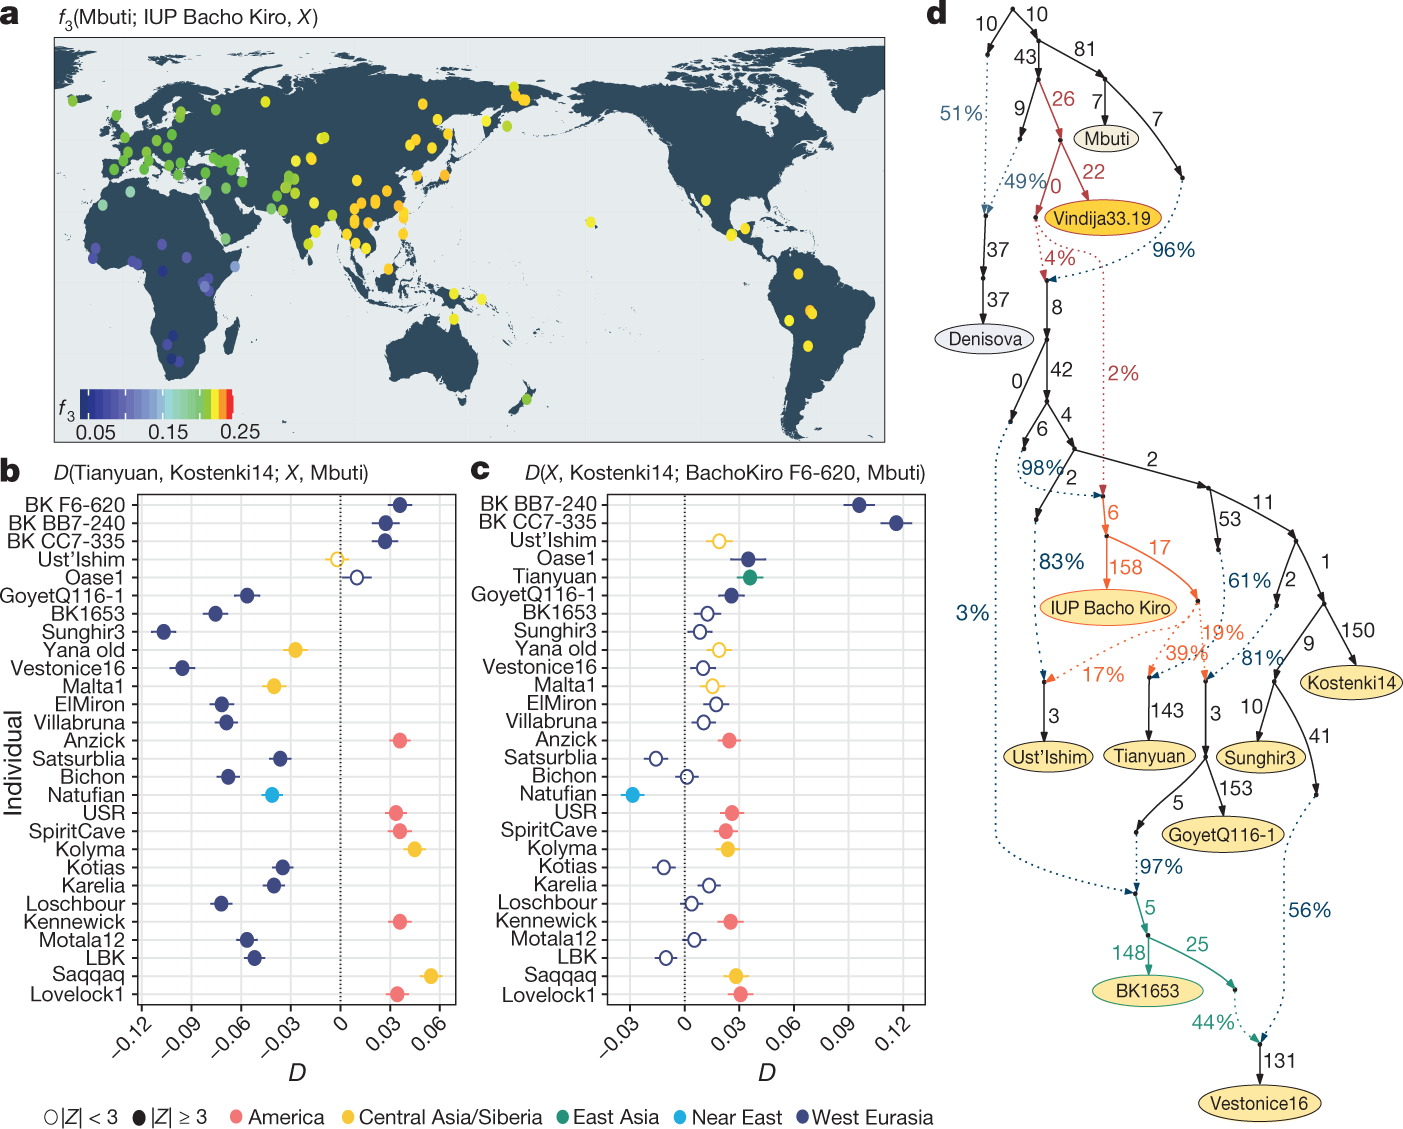 a
f3(Mbuti; IUP Bacho Kiro, X)
f3
0.05 0.15 0.25
b
D(Tianyuan, Kostenki14; X, Mbuti)
Individual
BK F6-620
BK BB7-240
BK CC7-335
Ust'Ishim
Oase1
GoyetQ116-1
BK1653
Sunghir3
Yana old
Vestonice16
Malta1
ElMiron
Villabruna
Anzick
Satsurblia
Bichon
Natufian
USR
SpiritCave
Kolyma
Kotias
Karelia
Loschbour
Kennewick
Motala12
LBK
Saqqaq
Lovelock1
−0.12 −0.09 −0.06 −0.03 0 0.03 0.06
D
c
D(X, Kostenki14; BachoKiro F6-620, Mbuti)
BK BB7-240
BK CC7-335
Ust'Ishim
Oase1
Tianyuan
GoyetQ116-1
BK1653
Sunghir3
Yana old
Vestonice16
Malta1
ElMiron
Villabruna
Anzick
Satsurblia
Bichon
Natufian
USR
SpiritCave
Kolyma
Kotias
Karelia
Loschbour
Kennewick
Motala12
LBK
Saqqaq
Lovelock1
−0.03 0 0.03 0.06 0.09 0.12
D
|Z| < 3 |Z| ≥ 3 America Central Asia/Siberia East Asia Near East West Eurasia
d
10 10
43 81
51% 9 26 7 7
Mbuti
49% 0 22
Vindija33.19
37 4% 96%
37 8
Denisova
0 42 2%
6 4
98% 2 2
6 53 11
83% 158 17 61% 2 1
3% IUP Bacho Kiro
19% 9 150
17% 39% 81%
Kostenki14
3 143 3 10 41
Ust'Ishim Tianyuan Sunghir3
5 153
GoyetQ116-1
97%
5 56%
148 25
BK1653
44%
131
Vestonice16